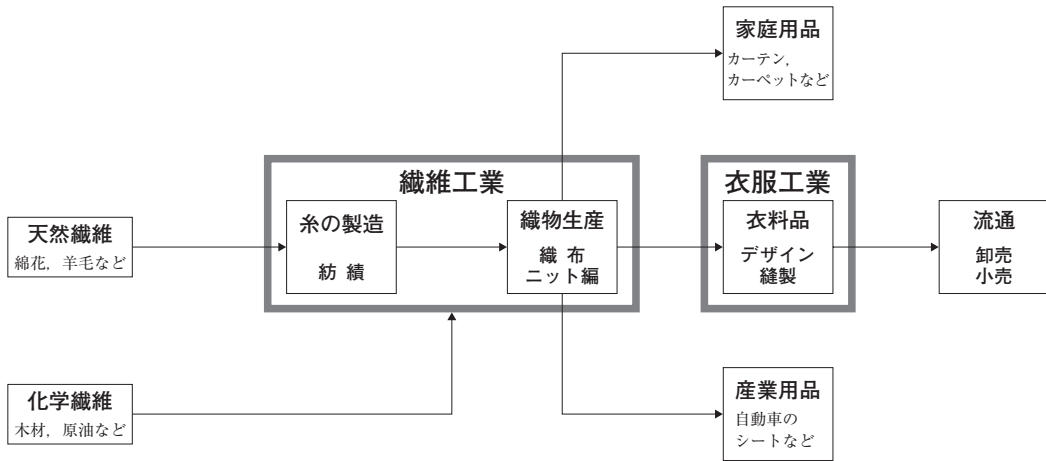 家庭用品
カーテン,
カーペットなど
繊維工業
衣服工業
天然繊維
綿花, 羊毛など
糸の製造
紡 績
織物生産
織 布
ニット編
衣料品
デザイン
縫製
流通
卸売
小売
化学繊維
木材, 原油など
産業用品
自動車の
シートなど